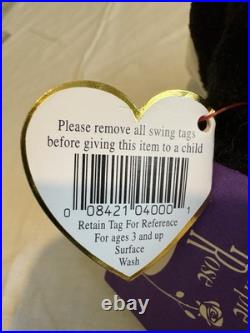 Please remove all swing tags
before giving this item to a child
0 08421 04000 1
Retain Tag For Reference
For ages 3 and up
Surface
Wash
Rose